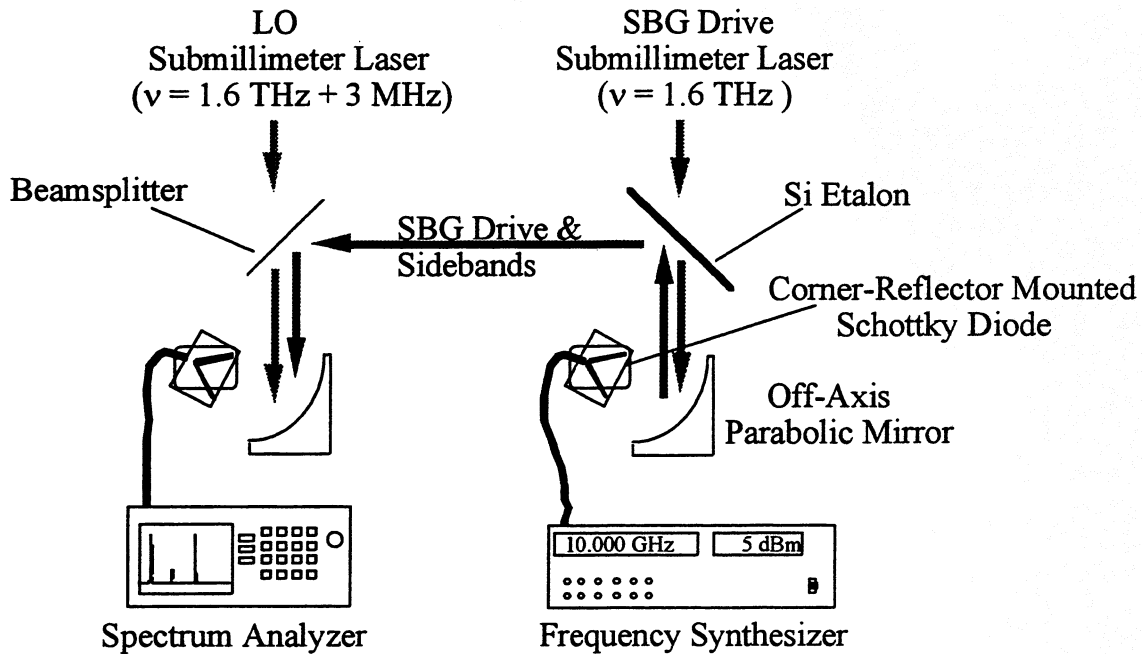 LO
Submillimeter Laser
(ν = 1.6 THz + 3 MHz)
SBG Drive
Submillimeter Laser
(ν = 1.6 THz )
Beamsplitter
Si Etalon
SBG Drive &
Sidebands
Corner-Reflector Mounted
Schottky Diode
Off-Axis
Parabolic Mirror
10.000 GHz
5 dBm
Spectrum Analyzer
Frequency Synthesizer